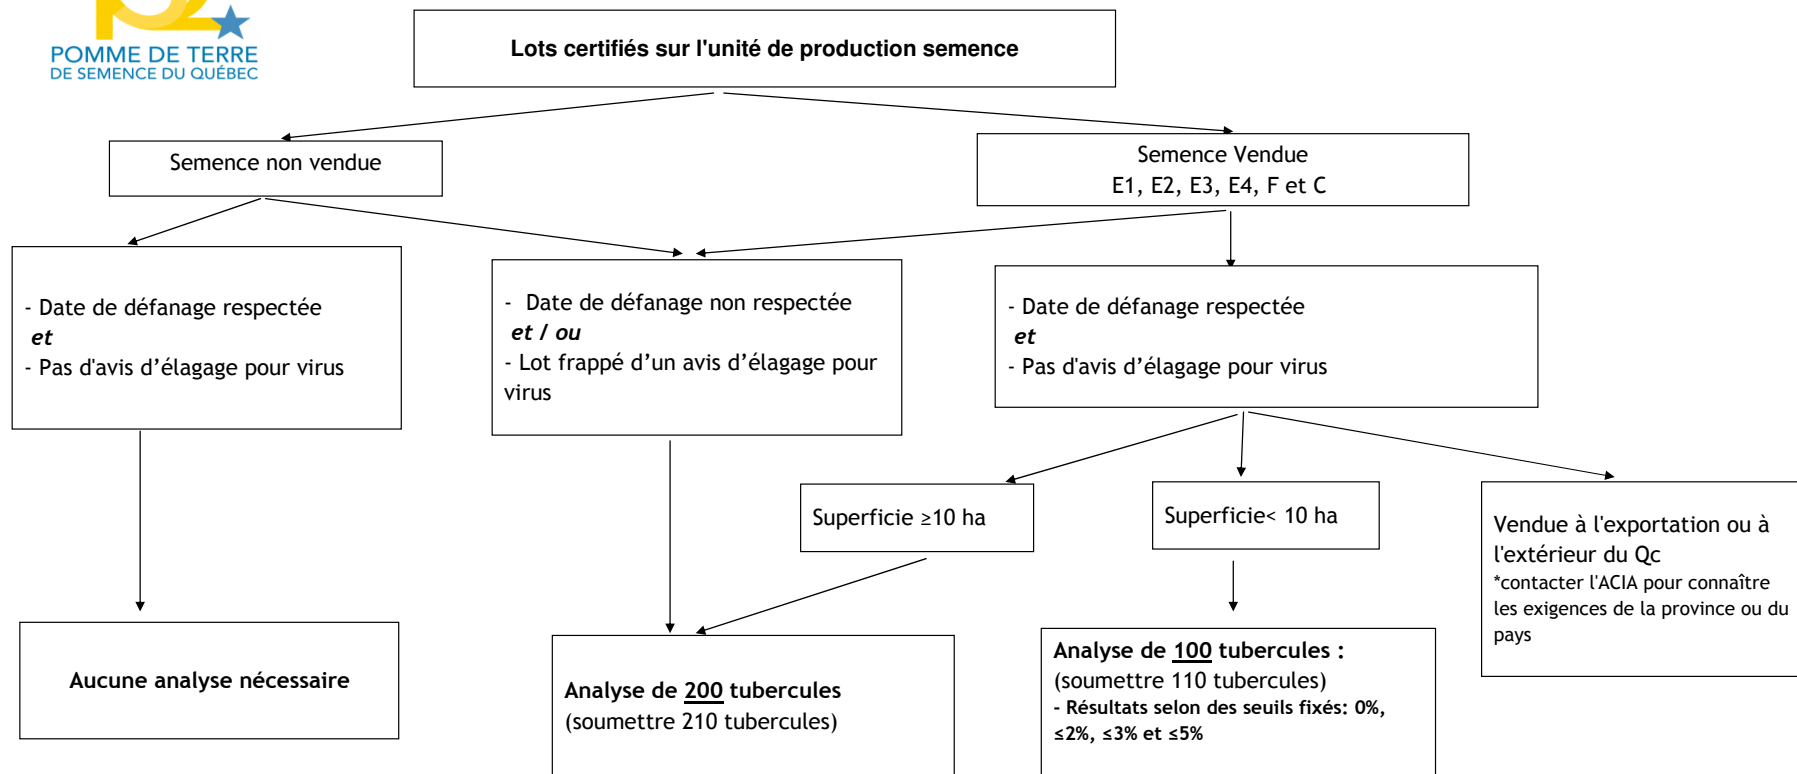 POMME DE TERRE
DE SEMENCE DU QUÉBEC
Lots certifiés sur l'unité de production semence
Semence non vendue
Semence Vendue
E1, E2, E3, E4, F et C
- Date de défanage respectée
et
- Pas d'avis d’élagage pour virus
- Date de défanage non respectée
et / ou
- Lot frappé d’un avis d’élagage pour
virus
- Date de défanage respectée
et
- Pas d'avis d’élagage pour virus
Superficie ≥10 ha
Superficie< 10 ha
Vendue à l'exportation ou à
l'extérieur du Qc
*contacter l'ACIA pour connaître
les exigences de la province ou du
pays
Aucune analyse nécessaire
Analyse de 200 tubercules
(soumettre 210 tubercules)
Analyse de 100 tubercules :
(soumettre 110 tubercules)
- Résultats selon des seuils fixés: 0%,
≤2%, ≤3% et ≤5%